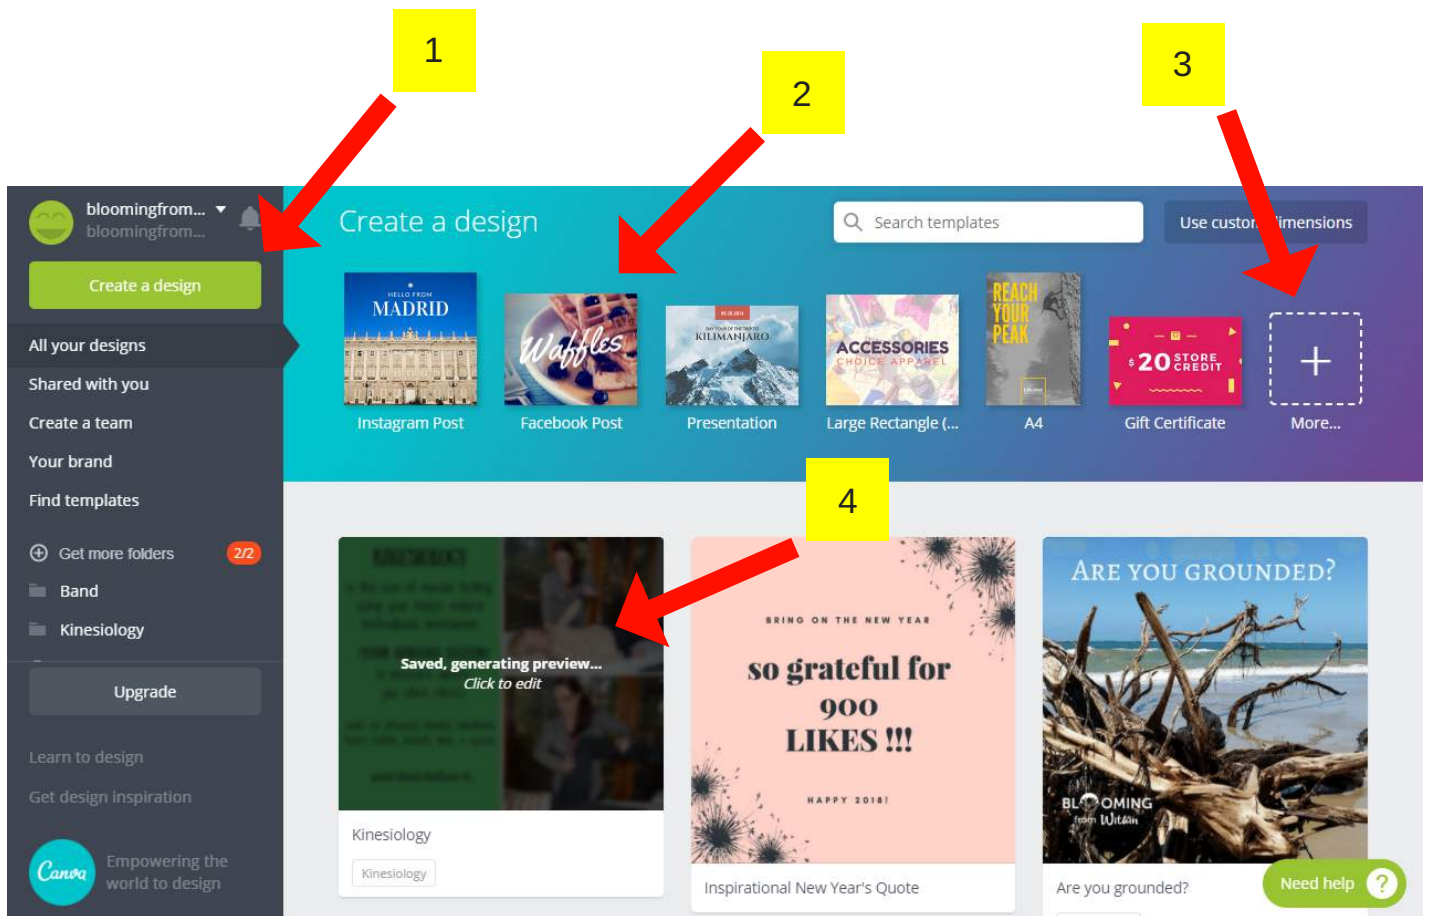 1
2
3
bloomingfrom...
bloomingfrom...
Create a design
Search templates
Use custom dimensions
Create a design
HELLO FROM
MADRID
Waffles
KILIMANJARO
ACCESSORIES
CHOICE APPAREL
REACH
YOUR
PEAK
$20 STORE
CREDIT
Instagram Post
Facebook Post
Presentation
Large Rectangle (...
A4
Gift Certificate
More...
All your designs
Shared with you
Create a team
Your brand
Find templates
Get more folders
2/2
Band
Kinesiology
Upgrade
Learn to design
Get design inspiration
Canva
Empowering the
world to design
4
KINESIOLOGY
Saved, generating preview...
Click to edit
Kinesiology
Kinesiology
BRING ON THE NEW YEAR
so grateful for
900
LIKES !!!
HAPPY 2018!
Inspirational New Year's Quote
ARE YOU GROUNDED?
BLOOMING
from Within
Are you grounded?
Need help ?